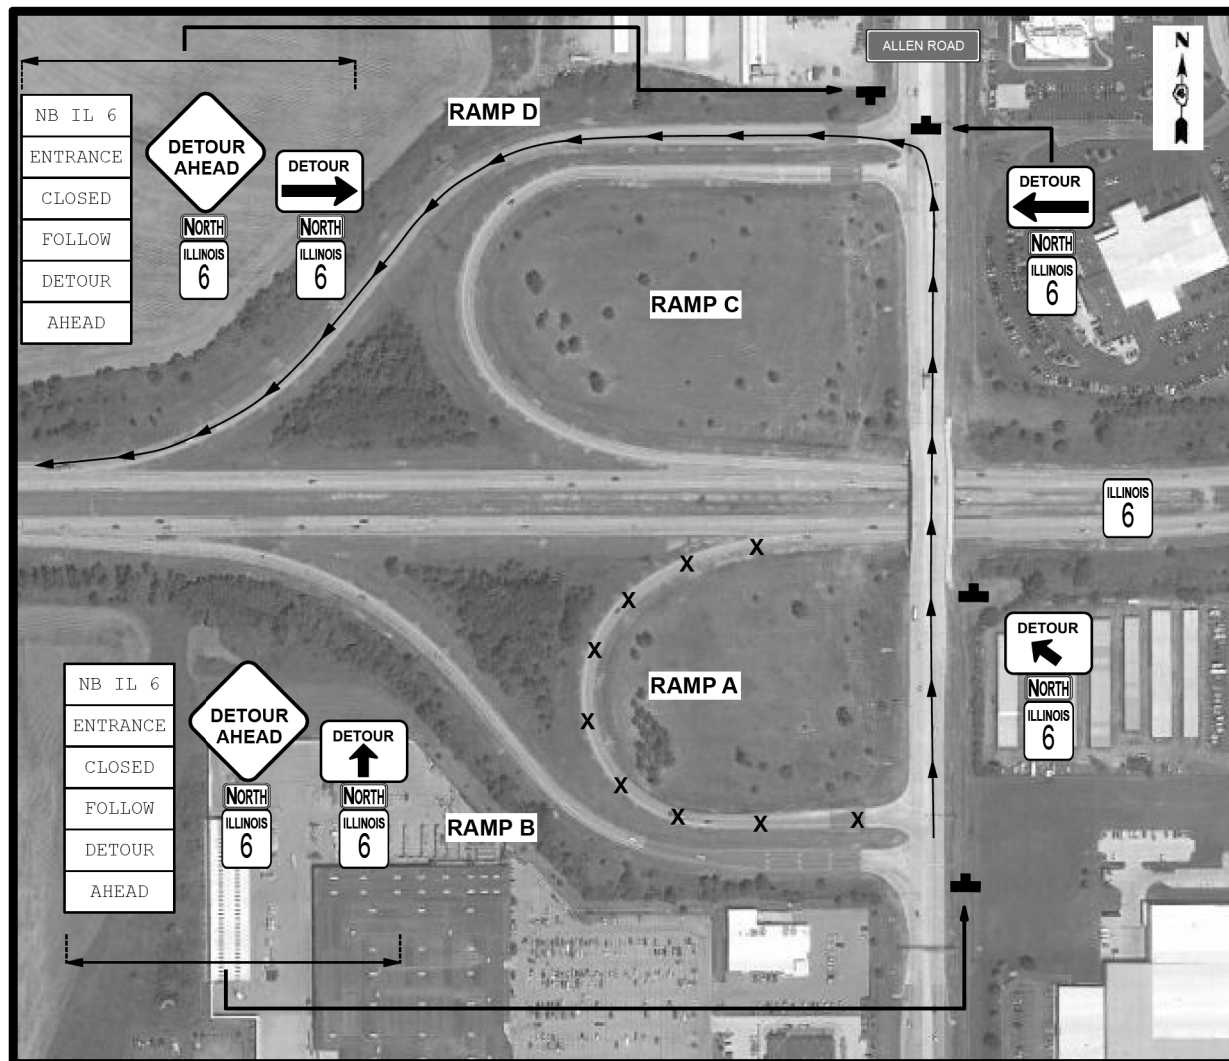 ALLEN ROAD
N
RAMP D
NB IL 6
ENTRANCE
CLOSED
FOLLOW
DETOUR
AHEAD
DETOUR
AHEAD
NORTH
ILLINOIS
6
DETOUR
NORTH
ILLINOIS
6
DETOUR
NORTH
ILLINOIS
6
RAMP C
ILLINOIS
6
X
X
X
X
X
X
X
X
X
RAMP A
DETOUR
NORTH
ILLINOIS
6
NB IL 6
ENTRANCE
CLOSED
FOLLOW
DETOUR
AHEAD
DETOUR
AHEAD
NORTH
ILLINOIS
6
DETOUR
NORTH
ILLINOIS
6
RAMP B